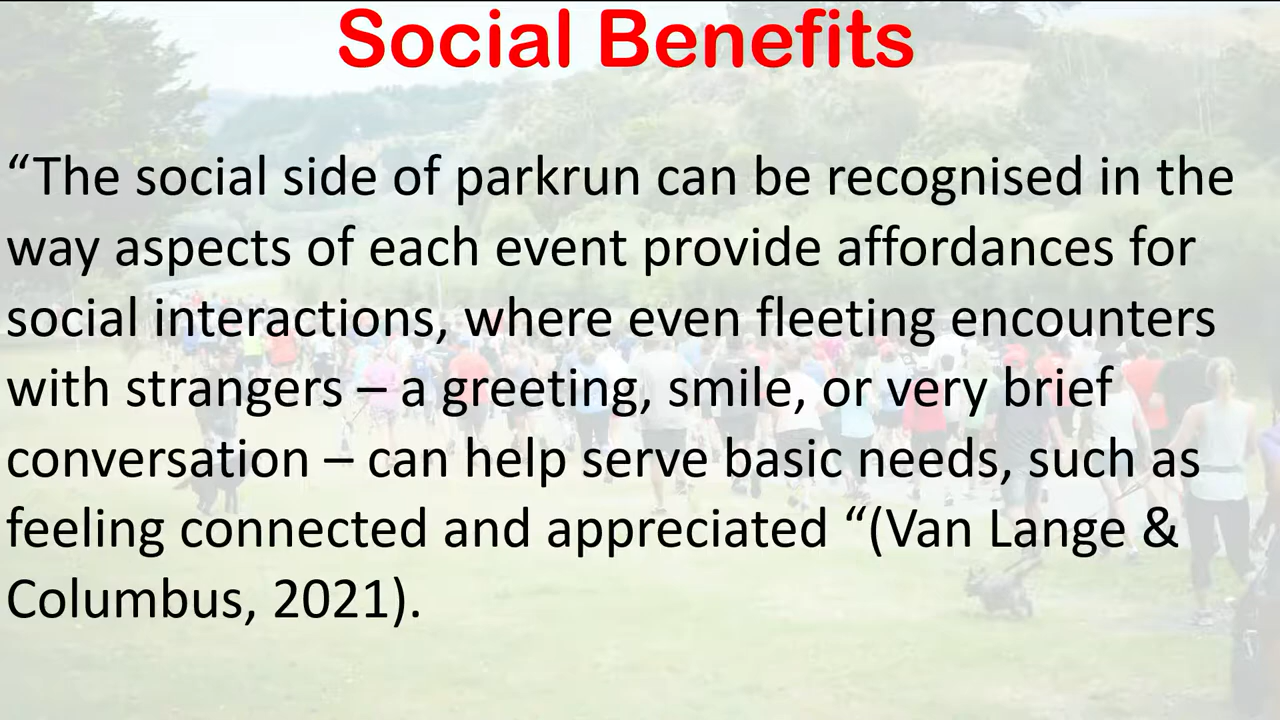 Social Benefits
“The social side of parkrun can be recognised in the
way aspects of each event provide affordances for
social interactions, where even fleeting encounters
with strangers – a greeting, smile, or very brief
conversation – can help serve basic needs, such as
feeling connected and appreciated “(Van Lange &
Columbus, 2021).